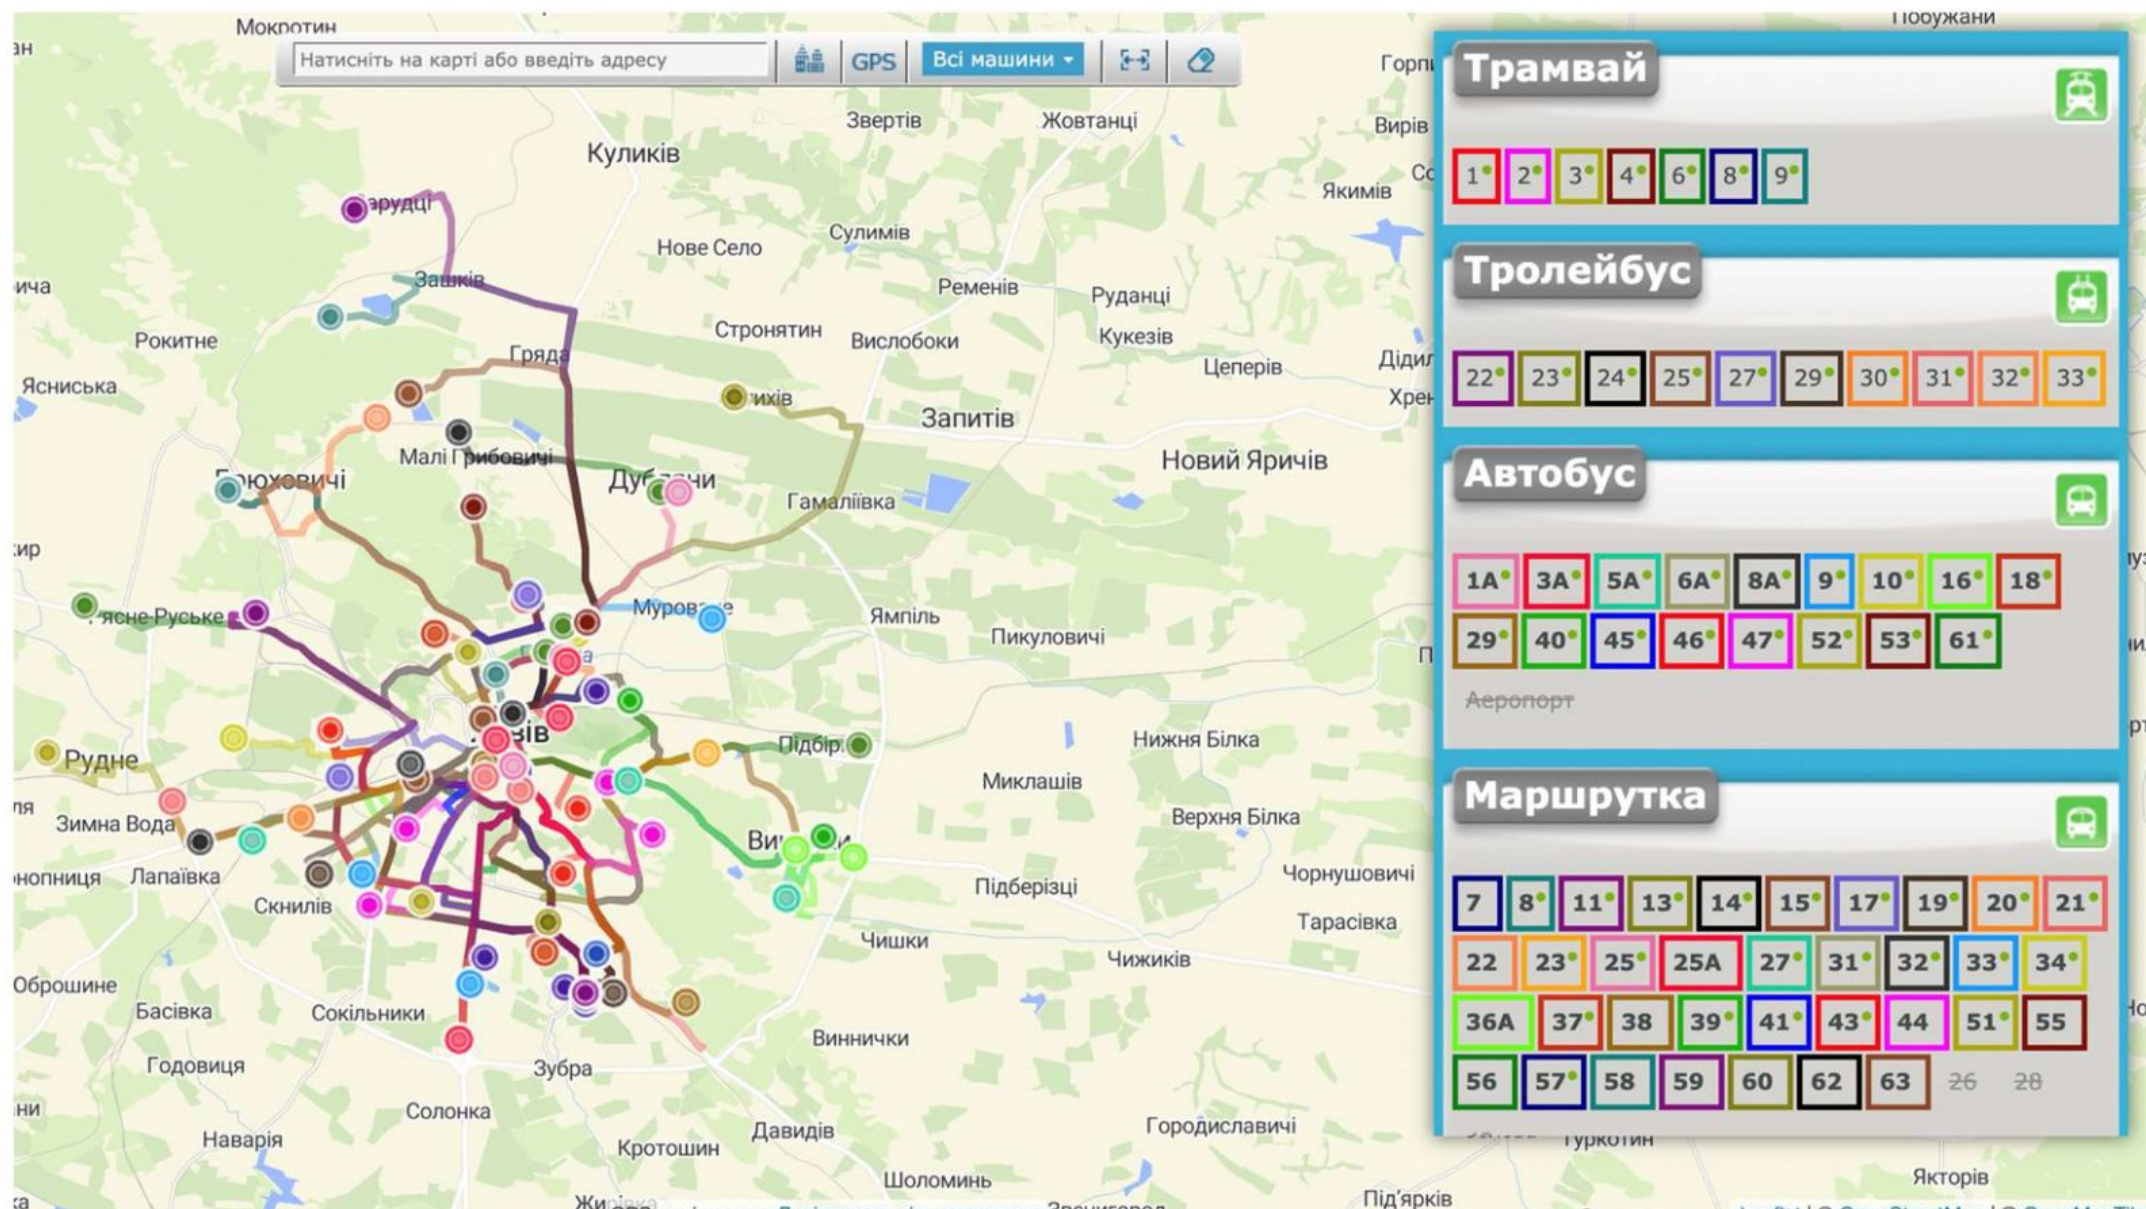 Мокротин
Побужани
Натисніть на карті або введіть адресу
GPS
Всі машини
Звертів
Жовтанці
Вирів
Куликів
Якимів
Нове Село
Сулимів
Зашків
Ременів
Руданці
Рокитне
Стронятин
Вислобоки
Кукезів
Гряда
Цеперів
Ясниська
Запитів
Малі Грибовичі
Новий Яричів
Гамаліївка
Ямпіль
Пикуловичі
Рудне
Нижня Білка
Миклашів
Зимна Вода
Верхня Білка
Лапаївка
Підберізці
Чорнушовичі
Скнилів
Тарасівка
Чишки
Чижиків
Оброшине
Басівка
Сокільники
Виннички
Годовиця
Зубра
Солонка
Наварія
Давидів
Городиславичі
Кротошин
Шоломинь
Якторів
Під'ярків
Трамвай
1 2 3 4 6 8 9
Тролейбус
22 23 24 25 27 29 30 31 32 33
Автобус
1А 3А 5А 6А 8А 9 10 16 18
29 40 45 46 47 52 53 61
Аеропорт
Маршрутка
7 8 11 13 14 15 17 19 20 21
22 23 25 25А 27 31 32 33 34
36А 37 38 39 41 43 44 51 55
56 57 58 59 60 62 63 26 28